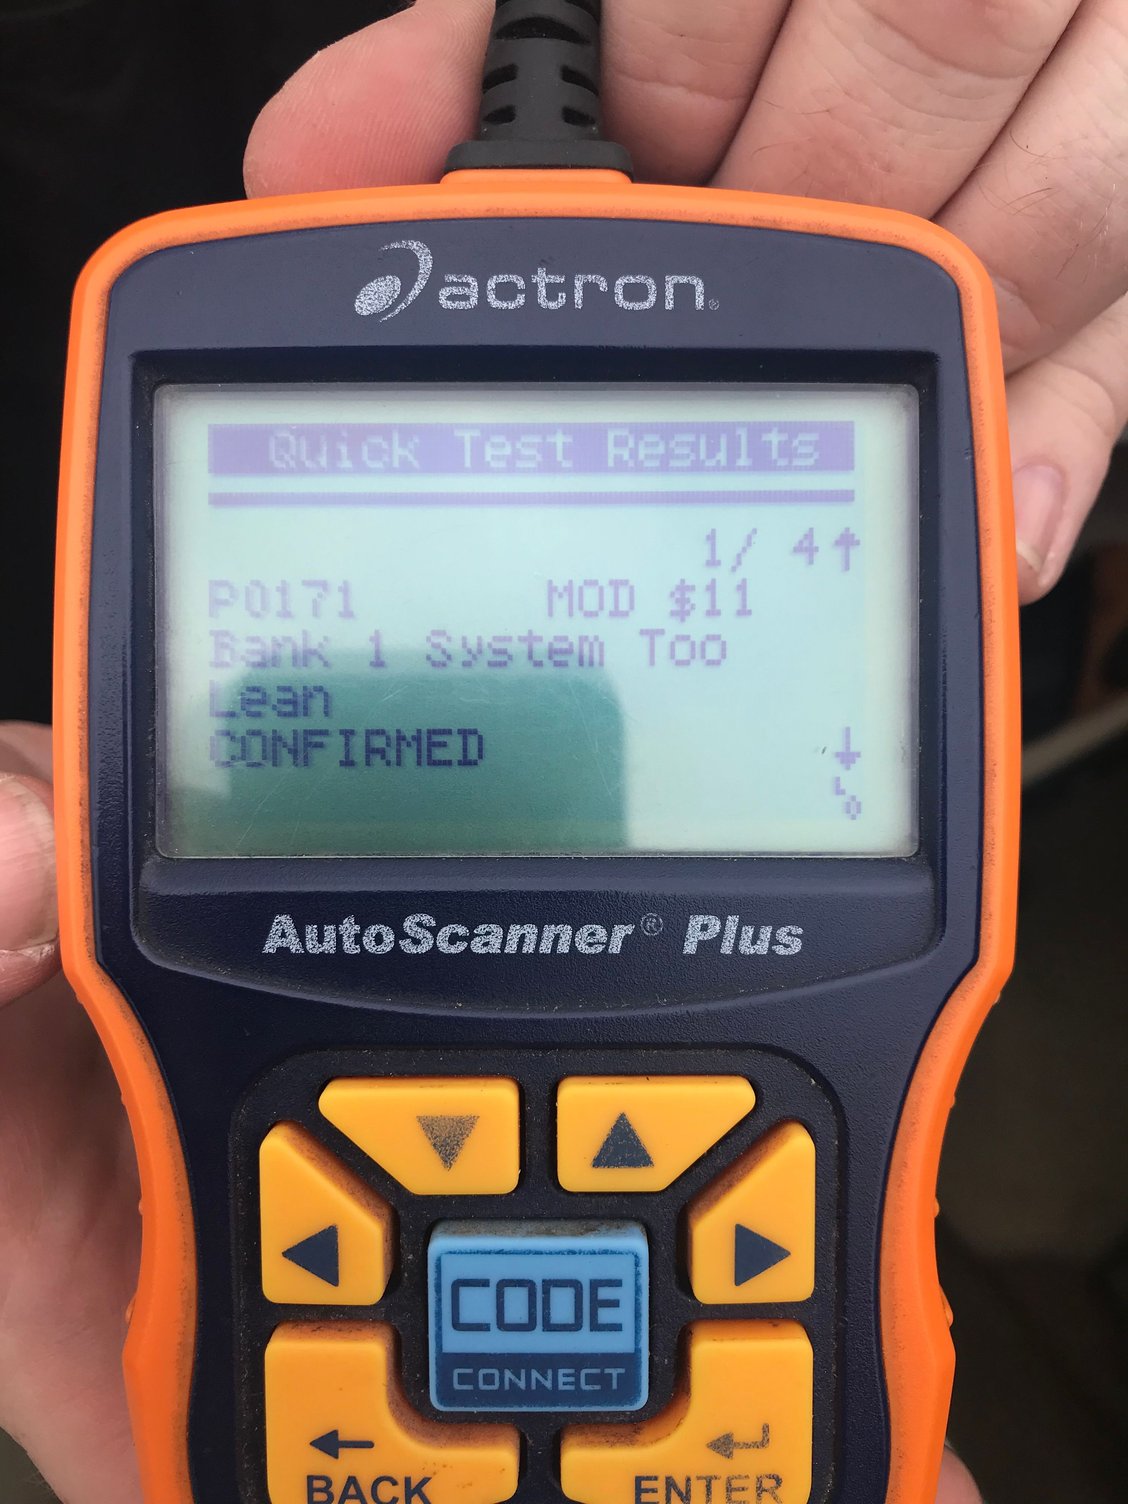 actron®
Quick Test Results
1/ 4↑
P0171 MOD $11
Bank 1 System Too
Lean
CONFIRMED ↓
AutoScanner® Plus
CODE
CONNECT
BACK ENTER